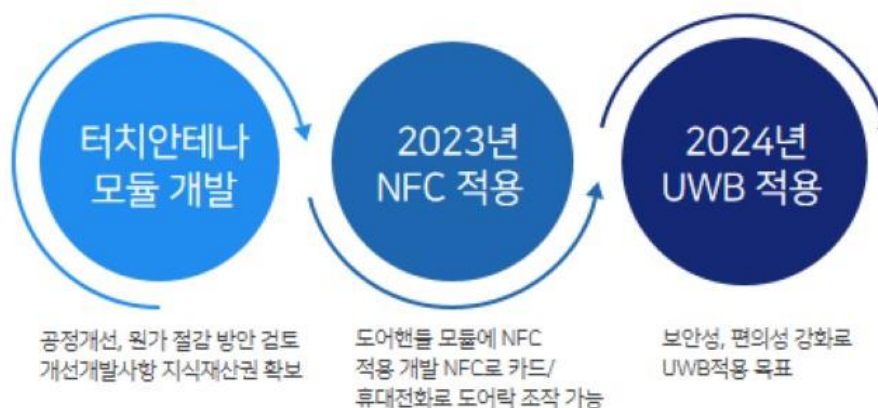 터치안테나
모듈 개발
2023년
NFC 적용
2024년
UWB 적용
공정개선, 원가 절감 방안 검토
개선개발사항 지식재산권 확보
도어핸들 모듈에 NFC
적용 개발 NFC로 카드/
휴대전화로 도어락 조작 가능
보안성, 편의성 강화로
UWB적용 목표